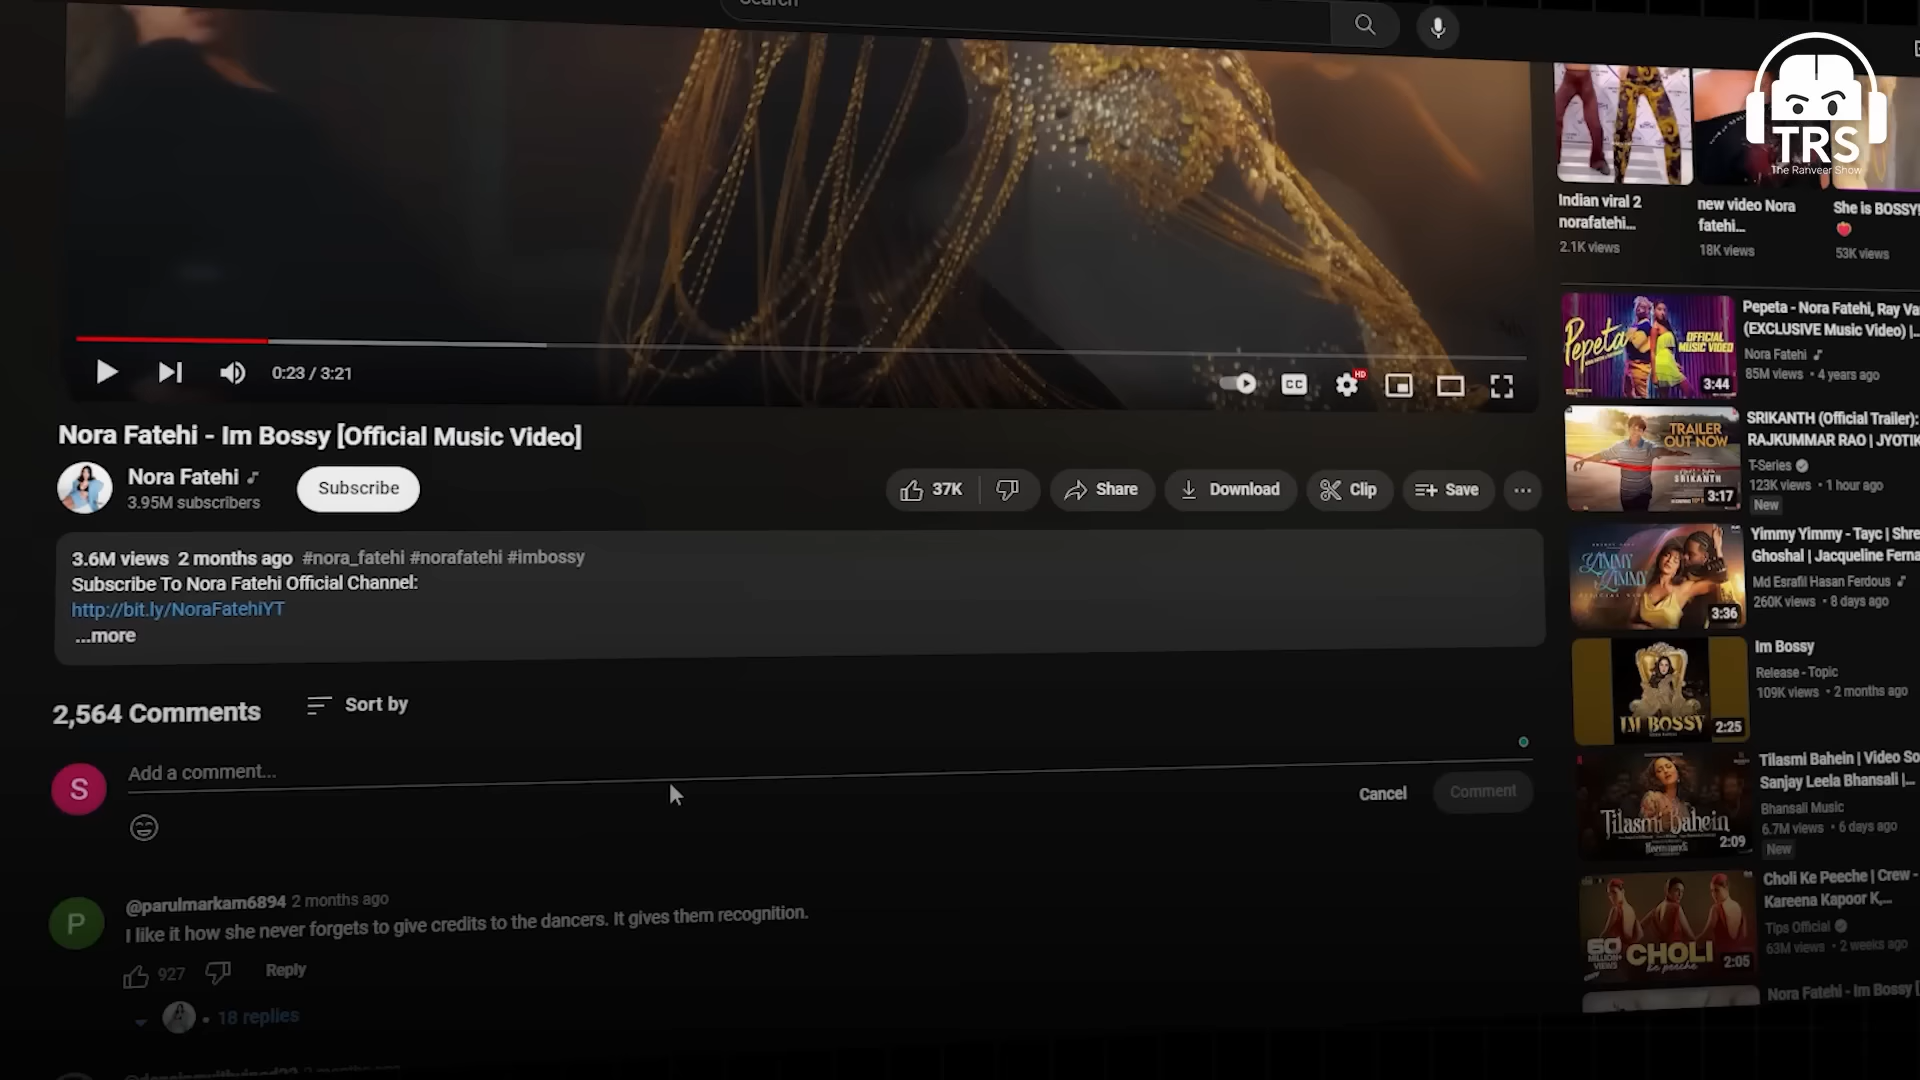 Search
TRS
The Ranveer Show
Indian viral 2
norafatehi...
2.1K views
new video Nora
fatehi...
18K views
She is BOSSY!
53K views
0:23 / 3:21
CC
HD
Nora Fatehi - Im Bossy [Official Music Video]
Nora Fatehi
3.95M subscribers
Subscribe
37K
Share
Download
Clip
Save
3.6M views 2 months ago #nora_fatehi #norafatehi #imbossy
Subscribe To Nora Fatehi Official Channel:
http://bit.ly/NoraFatehiYT
...more
2,564 Comments
Sort by
S
Add a comment...
Cancel
Comment
P
@parulmarkam6894 2 months ago
I like it how she never forgets to give credits to the dancers. It gives them recognition.
927
Reply
18 replies
Pepeta
OFFICIAL
MUSIC VIDEO
3:44
Pepeta - Nora Fatehi, Ray Va
(EXCLUSIVE Music Video) |...
Nora Fatehi
85M views • 4 years ago
TRAILER
OUT NOW
SRIKANTH
3:17
SRIKANTH (Official Trailer):
RAJKUMMAR RAO | JYOTIK
T-Series
123K views • 1 hour ago
New
YIMMY
YIMMY
3:36
Yimmy Yimmy - Tayc | Shre
Ghoshal | Jacqueline Ferna
Md Esrafil Hasan Ferdous
260K views • 8 days ago
IM BOSSY
2:25
Im Bossy
Release - Topic
109K views • 2 months ago
Tilasmi Bahein
2:09
Tilasmi Bahein | Video So
Sanjay Leela Bhansali |...
Bhansali Music
6.7M views • 6 days ago
New
60
MILLION+
VIEWS
CHOLI
ke peeche
2:05
Choli Ke Peeche | Crew -
Kareena Kapoor K,...
Tips Official
63M views • 2 weeks ago
Nora Fatehi - Im Bossy [